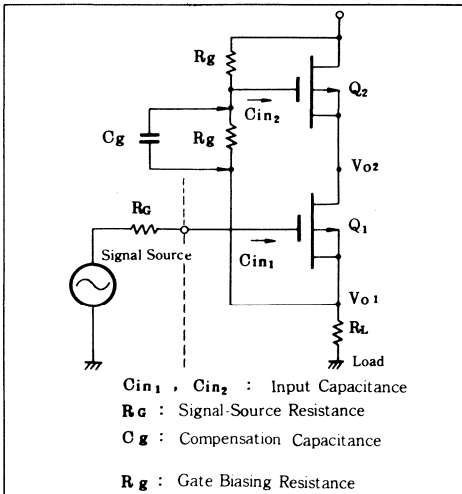 Rg
Q2
Cin2
Cg
Rg
VO2
RG
Q1
Signal Source
Cin1
VO1
RL
Load
Cin1 , Cin2 : Input Capacitance
RG : Signal-Source Resistance
Cg : Compensation Capacitance
Rg : Gate Biasing Resistance